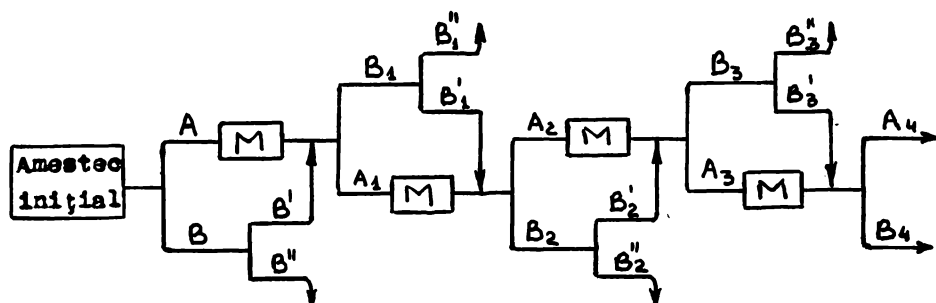 Amestec
inițial
A
M
B
B'
B"
B₁
B₁"
B₁'
A₁
M
A₂
M
B₂
B₂'
B₂"
B₃
B₃"
B₃'
A₃
M
A₄
B₄